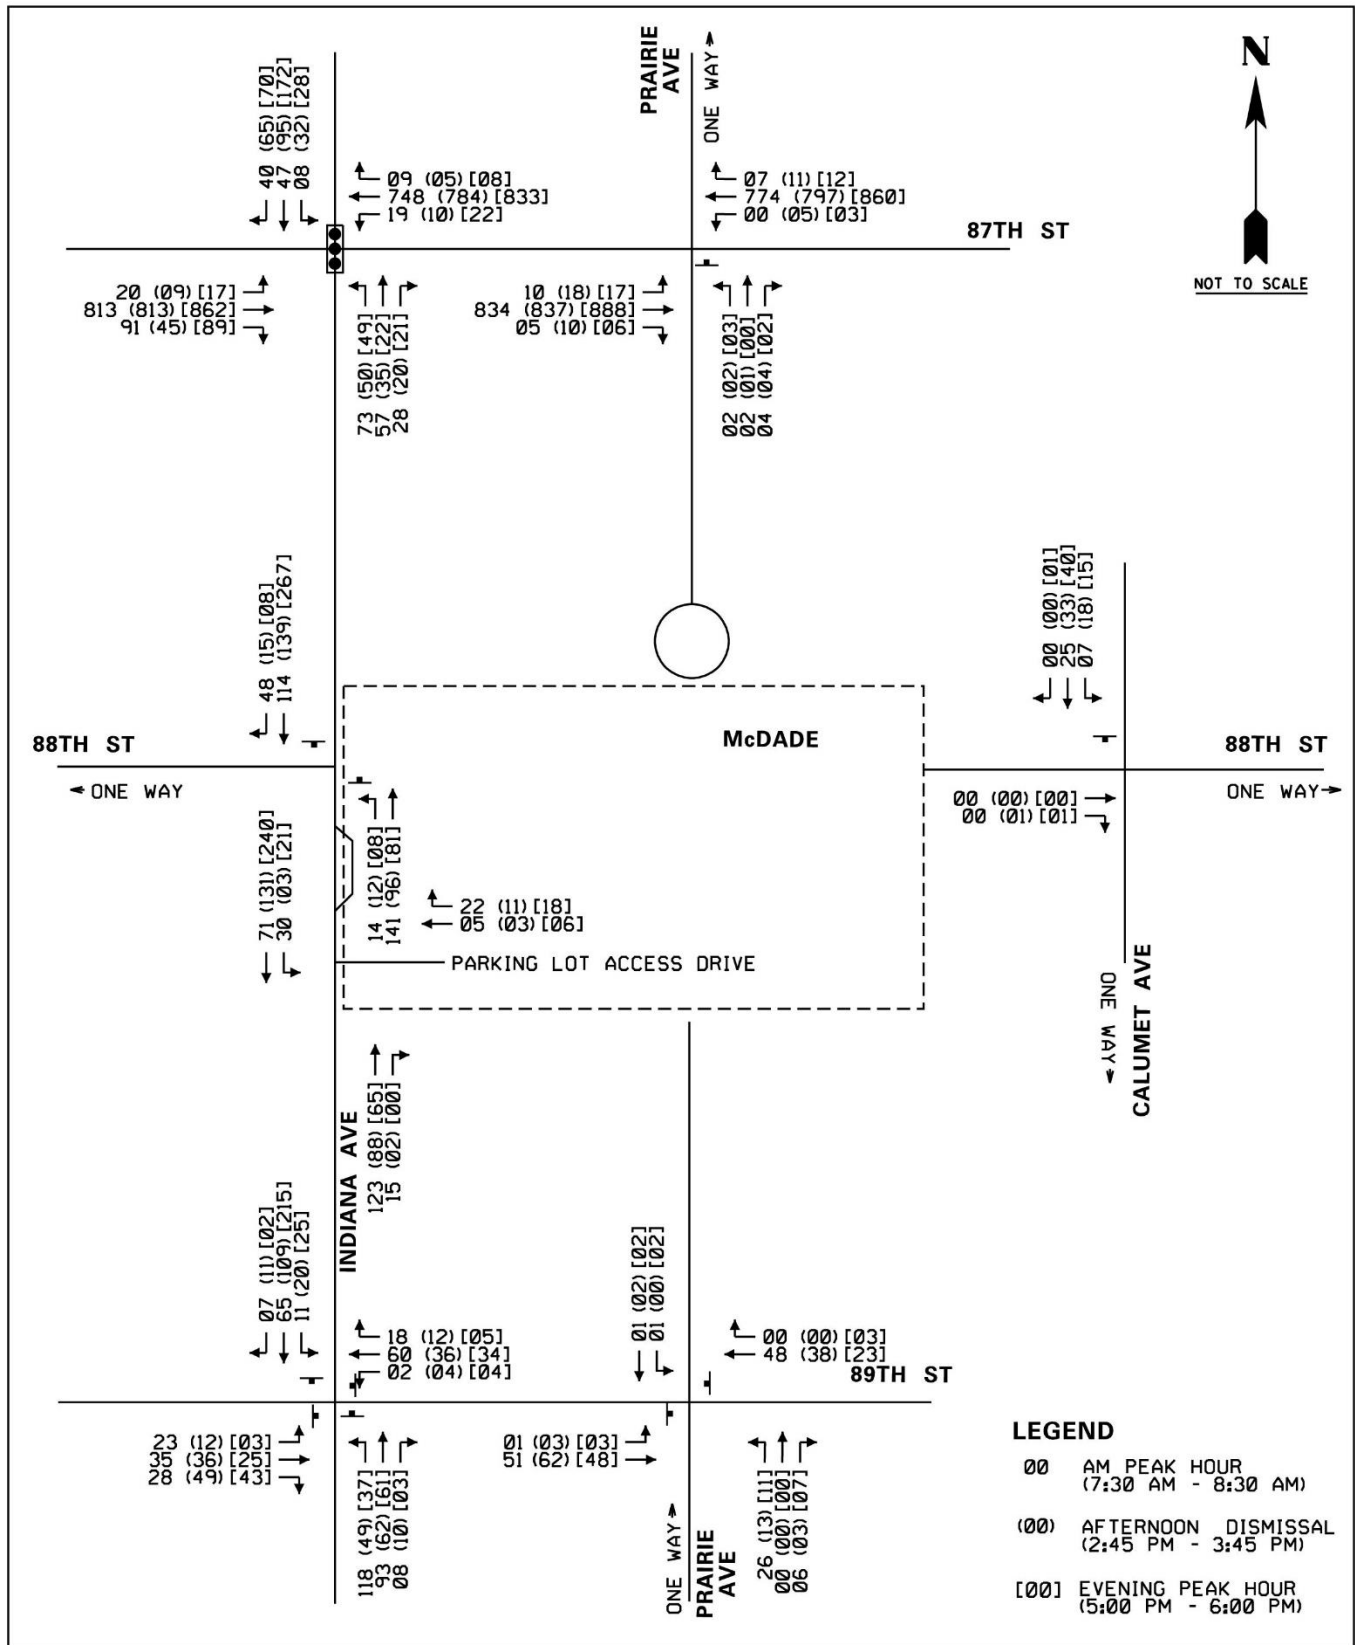 PRAIRIE
AVE
ONE WAY
N
NOT TO SCALE
40 (65) [70]
47 (95) [172]
08 (32) [28]
09 (05) [08]
748 (784) [833]
19 (10) [22]
07 (11) [12]
774 (797) [860]
00 (05) [03]
87TH ST
20 (09) [17]
813 (813) [862]
91 (45) [89]
73 (50) [49]
57 (35) [22]
28 (20) [21]
10 (18) [17]
834 (837) [888]
05 (10) [06]
02 (02) [03]
02 (01) [00]
04 (04) [02]
48 (15) [08]
114 (139) [267]
00 (00) [01]
25 (33) [40]
07 (18) [15]
88TH ST
ONE WAY
McDADE
88TH ST
ONE WAY
00 (00) [00]
00 (01) [01]
71 (131) [240]
30 (03) [21]
14 (12) [08]
141 (96) [81]
22 (11) [18]
05 (03) [06]
PARKING LOT ACCESS DRIVE
ONE WAY
CALUMET AVE
INDIANA AVE
123 (88) [65]
15 (02) [00]
07 (11) [02]
65 (109) [215]
11 (20) [25]
18 (12) [05]
60 (36) [34]
02 (04) [04]
01 (02) [02]
01 (00) [02]
00 (00) [03]
48 (38) [23]
89TH ST
23 (12) [03]
35 (36) [25]
28 (49) [43]
118 (49) [37]
93 (62) [61]
08 (10) [03]
01 (03) [03]
51 (62) [48]
ONE WAY
PRAIRIE
AVE
26 (13) [11]
00 (00) [00]
06 (03) [07]
LEGEND
00 AM PEAK HOUR
(7:30 AM - 8:30 AM)
(00) AFTERNOON DISMISSAL
(2:45 PM - 3:45 PM)
[00] EVENING PEAK HOUR
(5:00 PM - 6:00 PM)